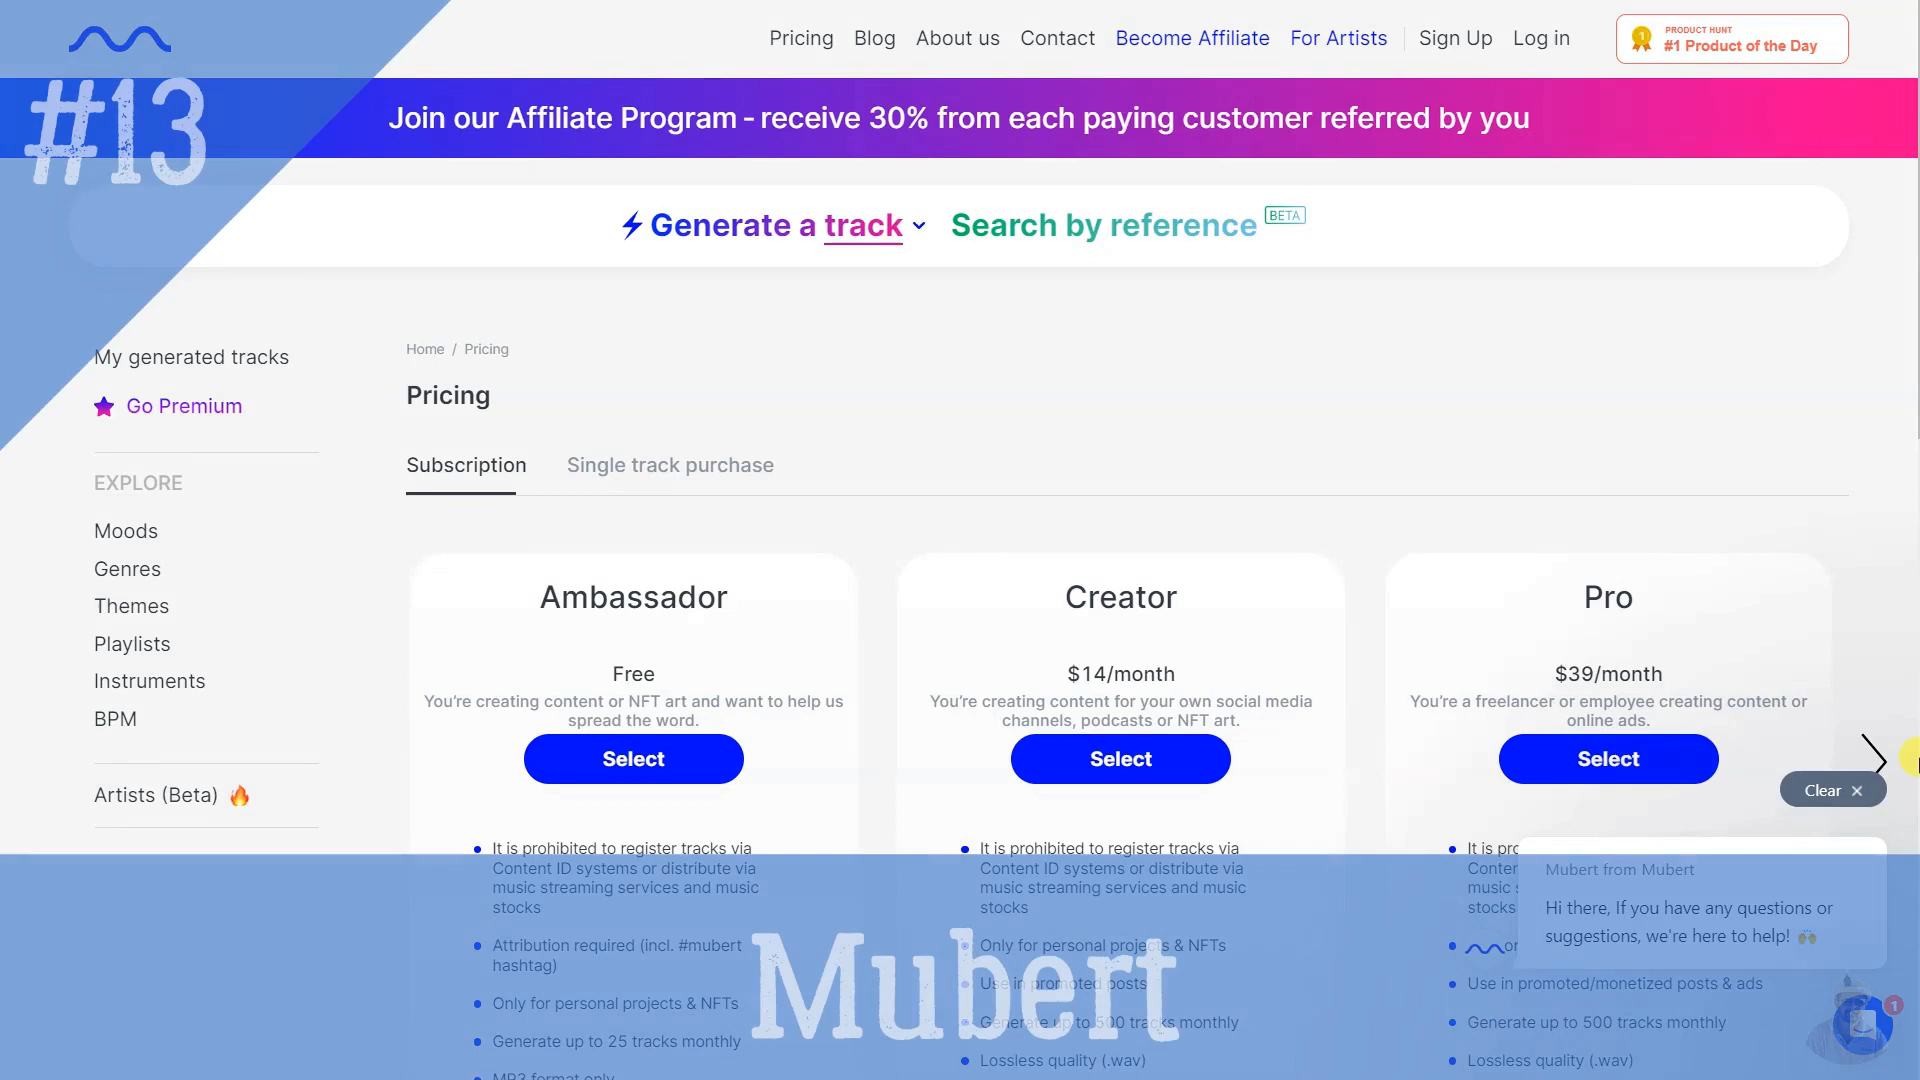 Pricing Blog About us Contact Become Affiliate For Artists Sign Up Log in
PRODUCT HUNT
#1 Product of the Day
#13
Join our Affiliate Program - receive 30% from each paying customer referred by you
Generate a track Search by reference BETA
My generated tracks
Go Premium
EXPLORE
Moods
Genres
Themes
Playlists
Instruments
BPM
Artists (Beta)
Home / Pricing
Pricing
Subscription Single track purchase
Ambassador
Free
You're creating content or NFT art and want to help us
spread the word.
Select
It is prohibited to register tracks via
Content ID systems or distribute via
music streaming services and music
stocks
Attribution required (incl. #mubert
hashtag)
Only for personal projects & NFTs
Generate up to 25 tracks monthly
MP3 format only
Creator
$14/month
You're creating content for your own social media
channels, podcasts or NFT art.
Select
It is prohibited to register tracks via
Content ID systems or distribute via
music streaming services and music
stocks
Only for personal projects & NFTs
Use in promoted posts
Generate up to 500 tracks monthly
Lossless quality (.wav)
Pro
$39/month
You're a freelancer or employee creating content or
online ads.
Select
It is
music
stocks
Use in promoted/monetized posts & ads
Generate up to 500 tracks monthly
Lossless quality (.wav)
Clear
Mubert from Mubert
Hi there, If you have any questions or
suggestions, we're here to help!
1
Mubert